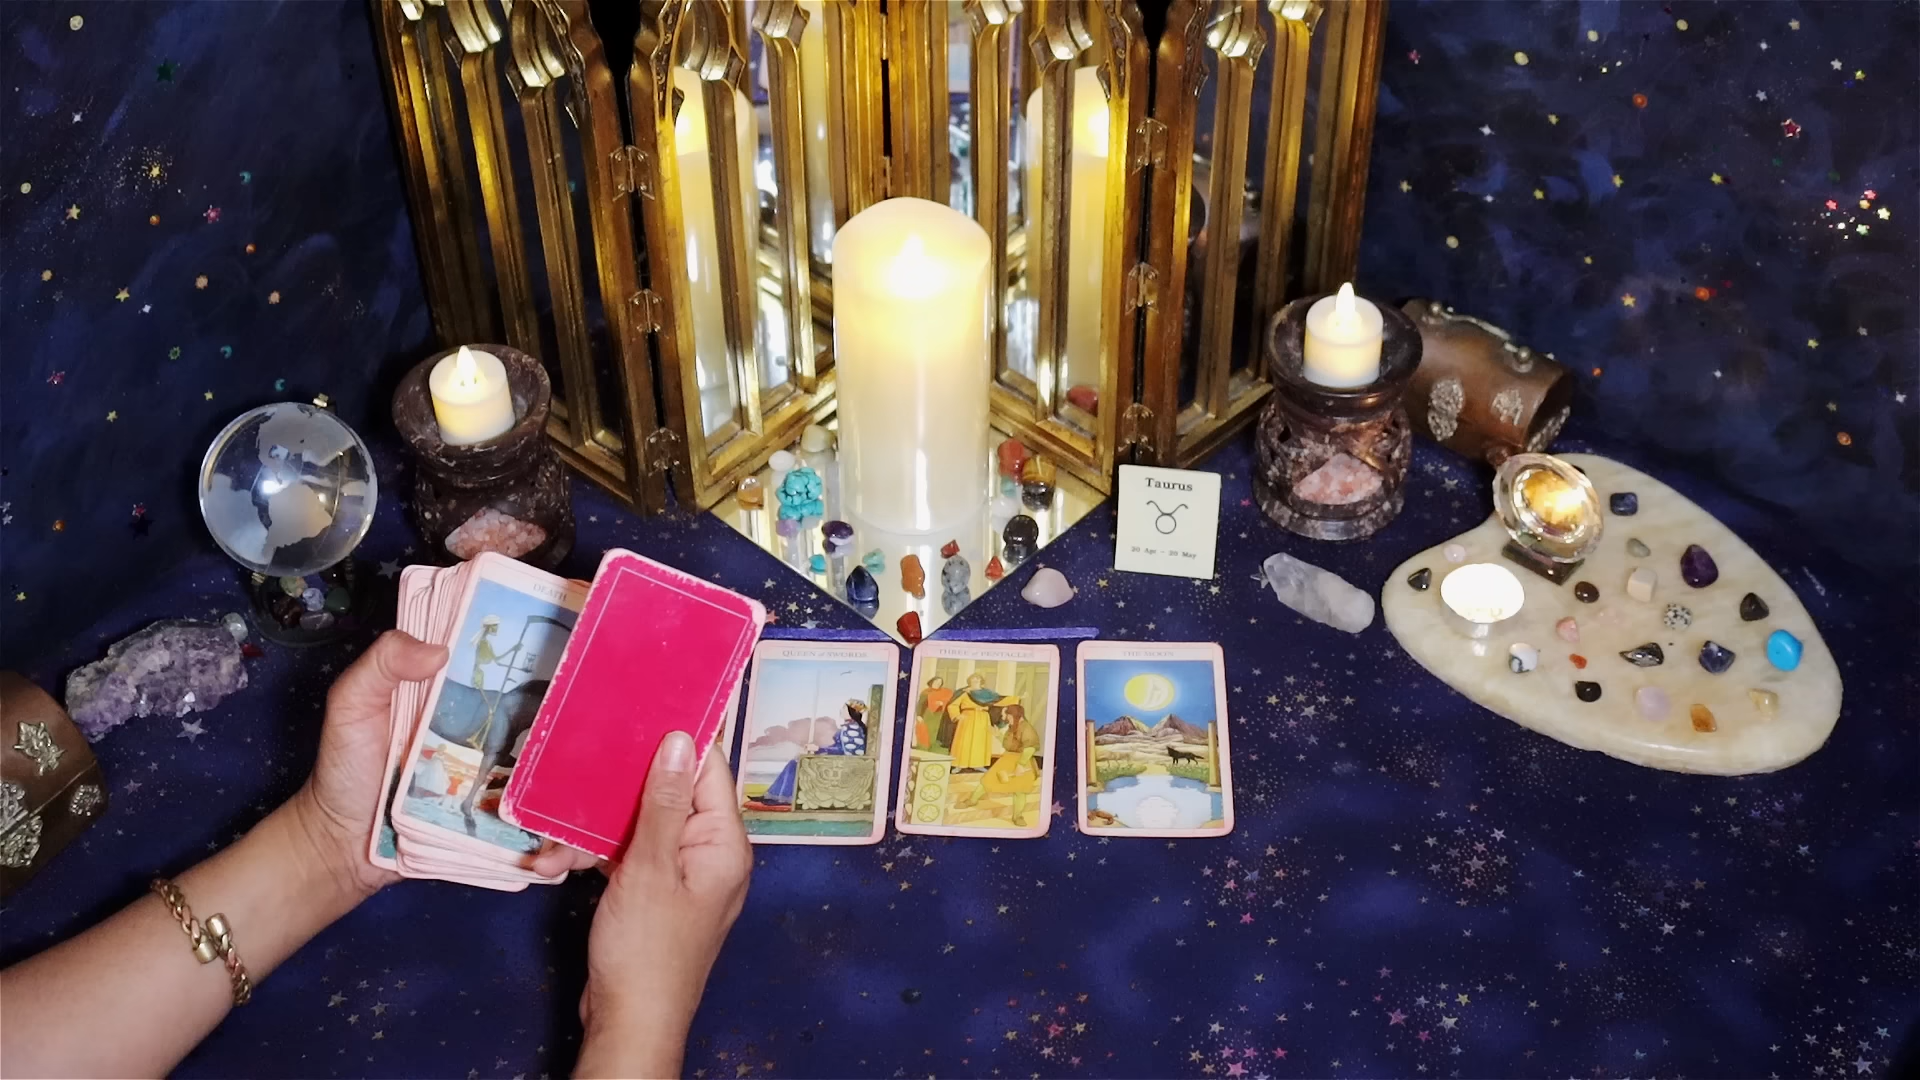 Taurus
20 Apr - 20 May
DEATH
QUEEN of SWORDS
THREE of PENTACLES
THE MOON